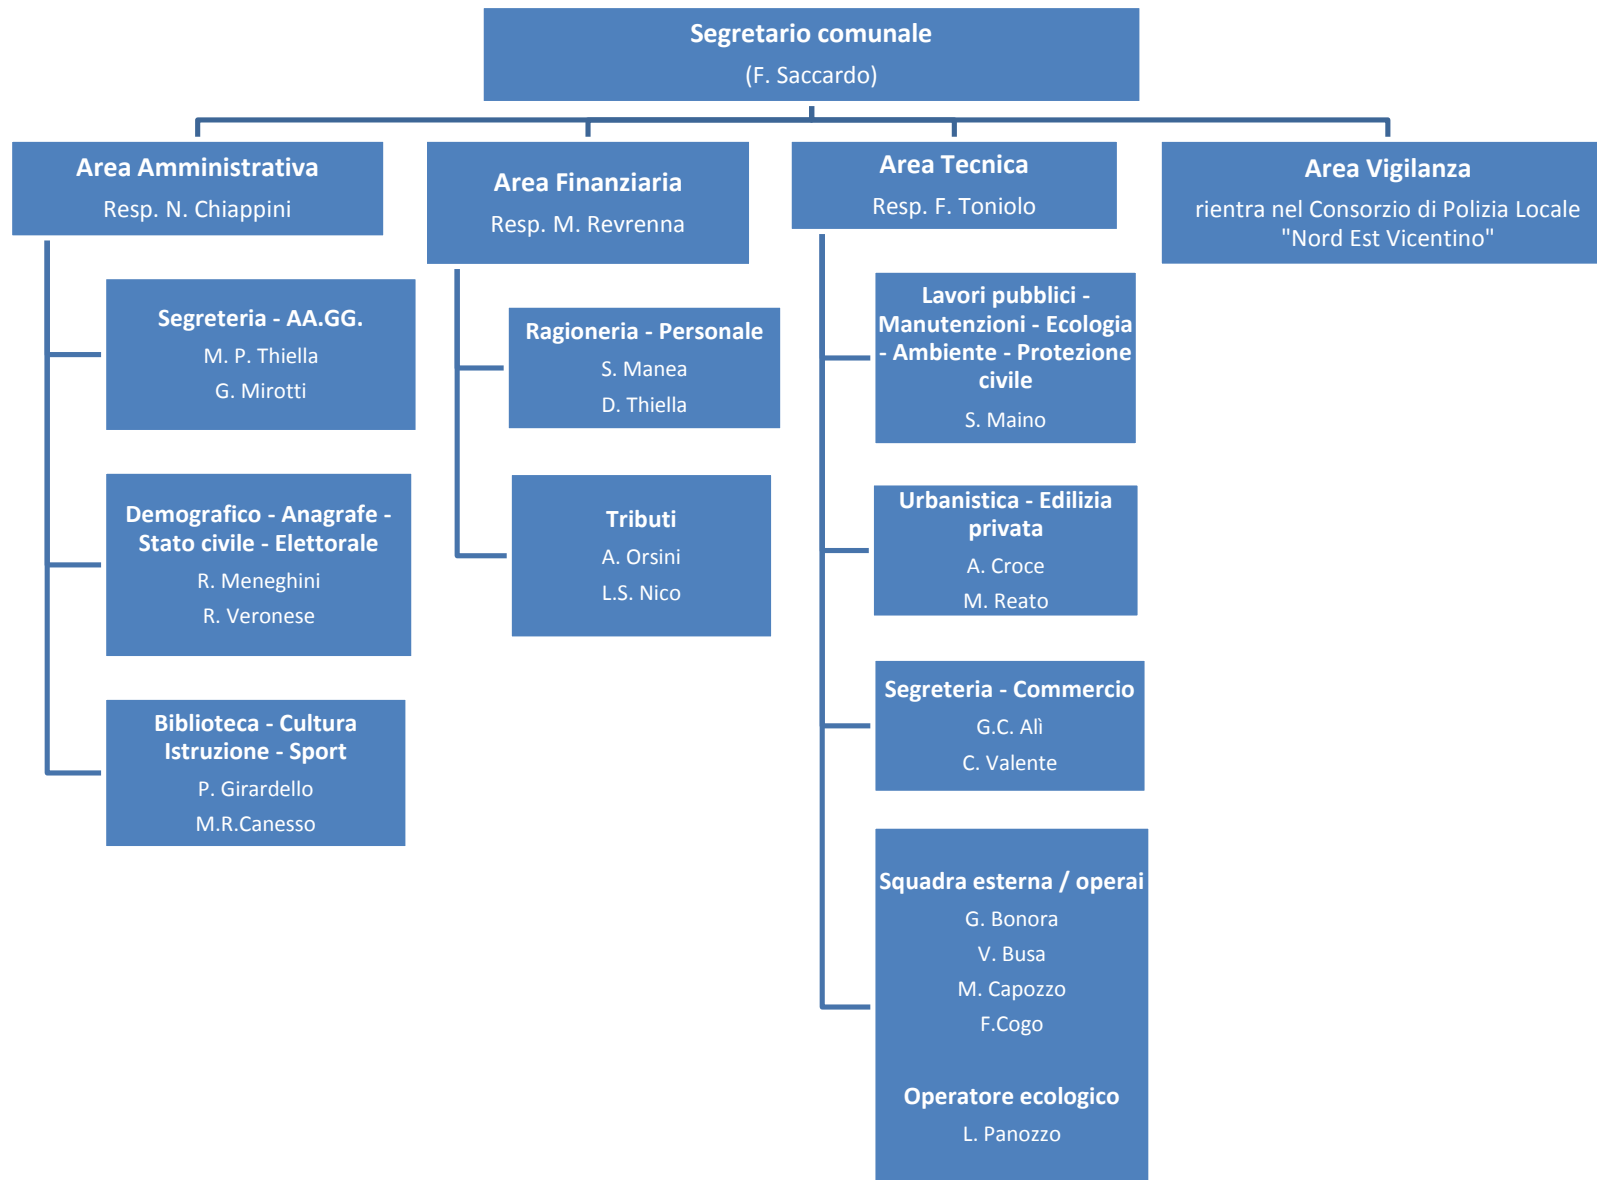 Segretario comunale
(F. Saccardo)
Area Amministrativa
Resp. N. Chiappini
Segreteria - AA.GG.
M. P. Thiella
G. Mirotti
Demografico - Anagrafe -
Stato civile - Elettorale
R. Meneghini
R. Veronese
Biblioteca - Cultura
Istruzione - Sport
P. Girardello
M.R.Canesso
Area Finanziaria
Resp. M. Revrenna
Ragioneria - Personale
S. Manea
D. Thiella
Tributi
A. Orsini
L.S. Nico
Area Tecnica
Resp. F. Toniolo
Lavori pubblici -
Manutenzioni - Ecologia
- Ambiente - Protezione
civile
S. Maino
Urbanistica - Edilizia
privata
A. Croce
M. Reato
Segreteria - Commercio
G.C. Alì
C. Valente
Squadra esterna / operai
G. Bonora
V. Busa
M. Capozzo
F.Cogo
Operatore ecologico
L. Panozzo
Area Vigilanza
rientra nel Consorzio di Polizia Locale
"Nord Est Vicentino"